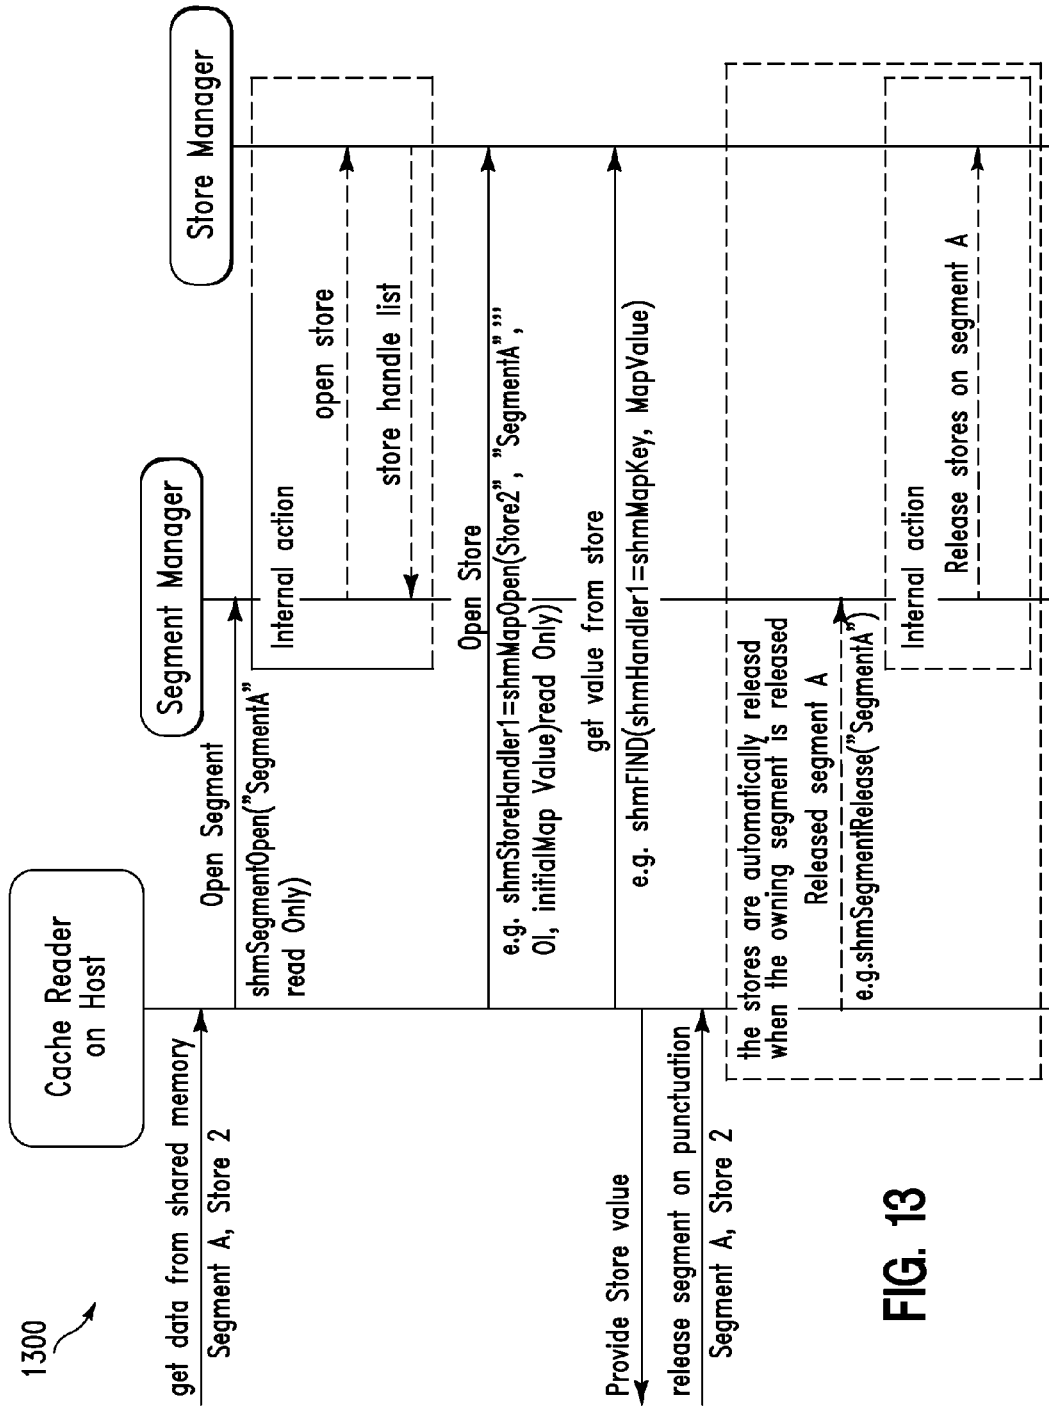 1300
Cache Reader
on Host
Segment Manager
Store Manager
get data from shared memory
Segment A, Store 2
Open Segment
shmSegmentOpen("SegmentA"
read Only)
Internal action
open store
store handle list
Open Store
e.g. shmStoreHandler1=shmMapOpen(Store2", "SegmentA",,,
OI, initialMap Value)read Only)
get value from store
e.g. shmFIND(shmHandler1=shmMapKey, MapValue)
Provide Store value
release segment on punctuation
Segment A, Store 2
the stores are automatically releasd
when the owning segment is released
Released segment A
e.g.shmSegmentRelease("SegmentA")
Internal action
Release stores on segment A
FIG. 13